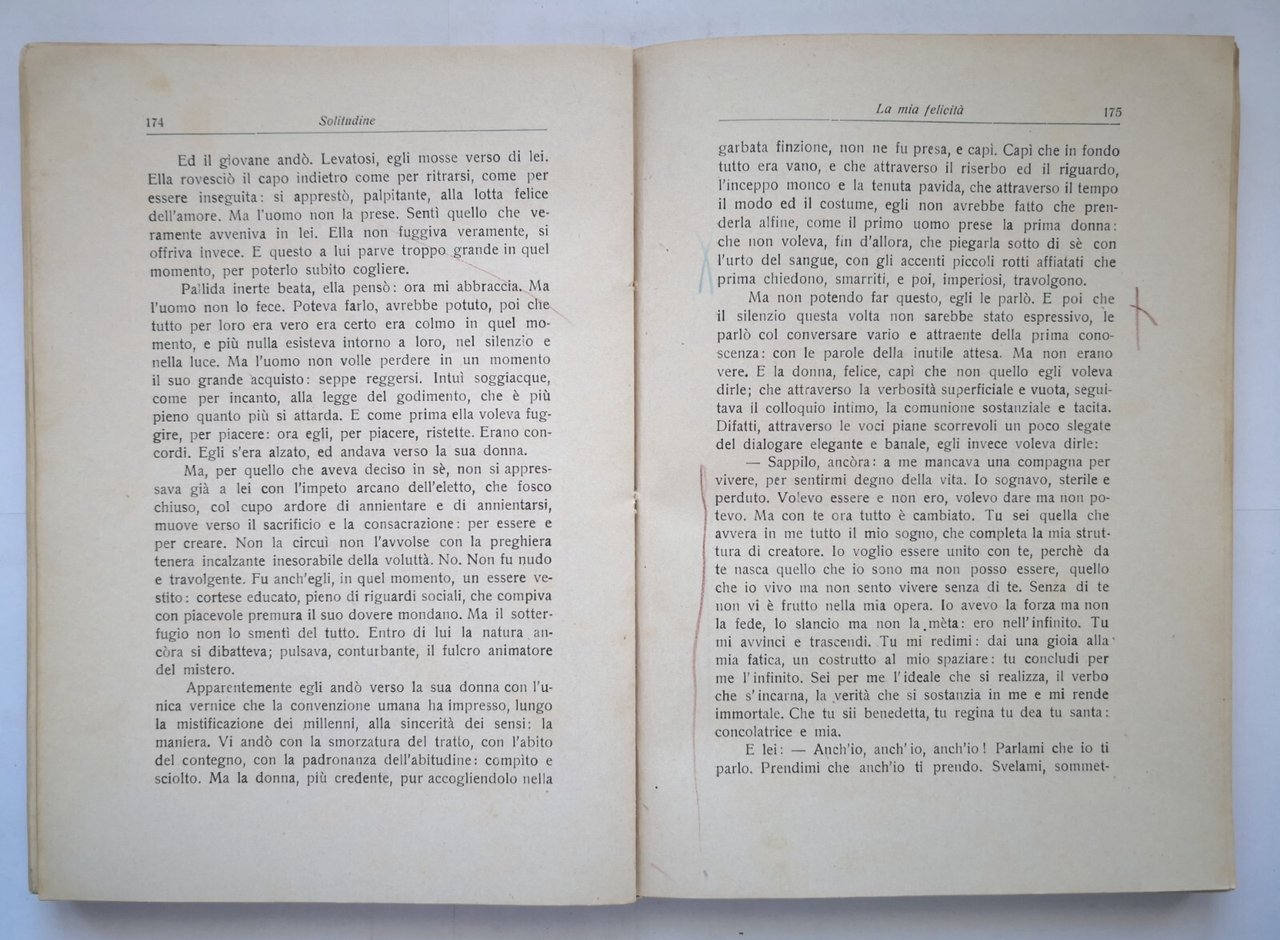 174
Solitudine
Ed il giovane andò. Levatosi, egli mosse verso di lei.
Ella rovesciò il capo indietro come per ritrarsi, come per
essere inseguita: si apprestò, palpitante, alla lotta felice
dell'amore. Ma l'uomo non la prese. Sentì quello che ve-
ramente avveniva in lei. Ella non fuggiva veramente, si
offriva invece. E questo a lui parve troppo grande in quel
momento, per poterlo subito cogliere.
Pallida inerte beata, ella pensò: ora mi abbraccia. Ma
l'uomo non lo fece. Poteva farlo, avrebbe potuto, poi che
tutto per loro era vero era certo era colmo in quel mo-
mento, e più nulla esisteva intorno a loro, nel silenzio e
nella luce. Ma l'uomo non volle perdere in un momento
il suo grande acquisto: seppe reggersi. Intuì soggiacque,
come per incanto, alla legge del godimento, che è più
pieno quanto più si attarda. E come prima ella voleva fug-
gire, per piacere: ora egli, per piacere, ristette. Erano con-
cordi. Egli s'era alzato, ed andava verso la sua donna.
Ma, per quello che aveva deciso in sè, non si appres-
sava già a lei con l'impeto arcano dell'eletto, che fosco
chiuso, col cupo ardore di annientare e di annientarsi,
muove verso il sacrificio e la consacrazione: per essere e
per creare. Non la circuì non l'avvolse con la preghiera
tenera incalzante inesorabile della voluttà. No. Non fu nudo
e travolgente. Fu anch'egli, in quel momento, un essere ve-
stito: cortese educato, pieno di riguardi sociali, che compiva
con piacevole premura il suo dovere mondano. Ma il sotter-
fugio non lo smentì del tutto. Entro di lui la natura an-
còra si dibatteva; pulsava, conturbante, il fulcro animatore
del mistero.
Apparentemente egli andò verso la sua donna con l'u-
nica vernice che la convenzione umana ha impresso, lungo
la mistificazione dei millenni, alla sincerità dei sensi: la
maniera. Vi andò con la smorzatura del tratto, con l'abito
del contegno, con la padronanza dell'abitudine: compìto e
sciolto. Ma la donna, più credente, pur accogliendolo nella
La mia felicità
175
garbata finzione, non ne fu presa, e capì. Capì che in fondo
tutto era vano, e che attraverso il riserbo ed il riguardo,
l'inceppo monco e la tenuta pavida, che attraverso il tempo
il modo ed il costume, egli non avrebbe fatto che pren-
derla alfine, come il primo uomo prese la prima donna:
che non voleva, fin d'allora, che piegarla sotto di sè con
l'urto del sangue, con gli accenti piccoli rotti affiatati che
prima chiedono, smarriti, e poi, imperiosi, travolgono.
Ma non potendo far questo, egli le parlò. E poi che
il silenzio questa volta non sarebbe stato espressivo, le
parlò col conversare vario e attraente della prima cono-
scenza: con le parole della inutile attesa. Ma non erano
vere. E la donna, felice, capì che non quello egli voleva
dirle; che attraverso la verbosità superficiale e vuota, segui-
tava il colloquio intimo, la comunione sostanziale e tacita.
Difatti, attraverso le voci piane scorrevoli un poco slegate
del dialogare elegante e banale, egli invece voleva dirle:
— Sappilo, ancòra: a me mancava una compagna per
vivere, per sentirmi degno della vita. Io sognavo, sterile e
perduto. Volevo essere e non ero, volevo dare ma non po-
tevo. Ma con te ora tutto è cambiato. Tu sei quella che
avvera in me tutto il mio sogno, che completa la mia strut-
tura di creatore. Io voglio essere unito con te, perchè da
te nasca quello che io sono ma non posso essere, quello
che io vivo ma non sento vivere senza di te. Senza di te
non vi è frutto nella mia opera. Io avevo la forza ma non
la fede, lo slancio ma non la mèta: ero nell'infinito. Tu
mi avvinci e trascendi. Tu mi redimi: dai una gioia alla
mia fatica, un costrutto al mio spaziare: tu concludi per
me l'infinito. Sei per me l'ideale che si realizza, il verbo
che s'incarna, la verità che si sostanzia in me e mi rende
immortale. Che tu sii benedetta, tu regina tu dea tu santa:
concolatrice e mia.
E lei: — Anch'io, anch'io, anch'io! Parlami che io ti
parlo. Prendimi che anch'io ti prendo. Svelami, sommet-